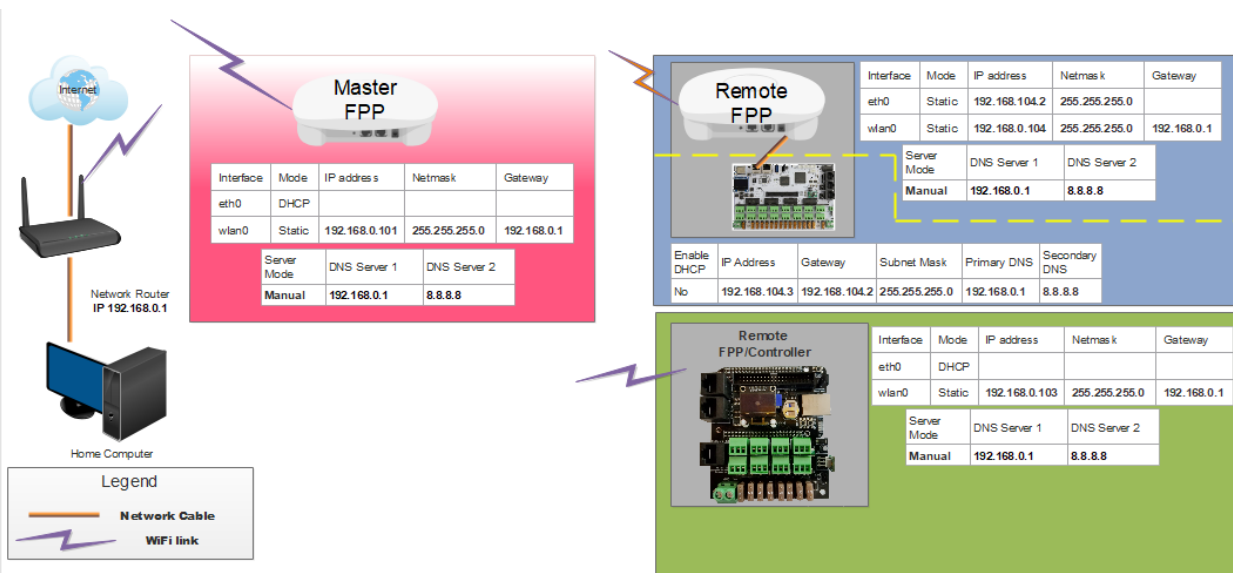 Internet
Network Router
IP 192.168.0.1
Home Computer
Legend
Network Cable
WiFi link
Master
FPP
Interface Mode IP address Netmask Gateway
eth0 DHCP
wlan0 Static 192.168.0.101 255.255.255.0 192.168.0.1
Server
Mode DNS Server 1 DNS Server 2
Manual 192.168.0.1 8.8.8.8
Remote
FPP
Interface Mode IP address Netmask Gateway
eth0 Static 192.168.104.2 255.255.255.0
wlan0 Static 192.168.0.104 255.255.255.0 192.168.0.1
Server
Mode DNS Server 1 DNS Server 2
Manual 192.168.0.1 8.8.8.8
Enable
DHCP IP Address Gateway Subnet Mask Primary DNS Secondary
DNS
No 192.168.104.3 192.168.104.2 255.255.255.0 192.168.0.1 8.8.8.8
Remote
FPP/Controller
Interface Mode IP address Netmask Gateway
eth0 DHCP
wlan0 Static 192.168.0.103 255.255.255.0 192.168.0.1
Server
Mode DNS Server 1 DNS Server 2
Manual 192.168.0.1 8.8.8.8